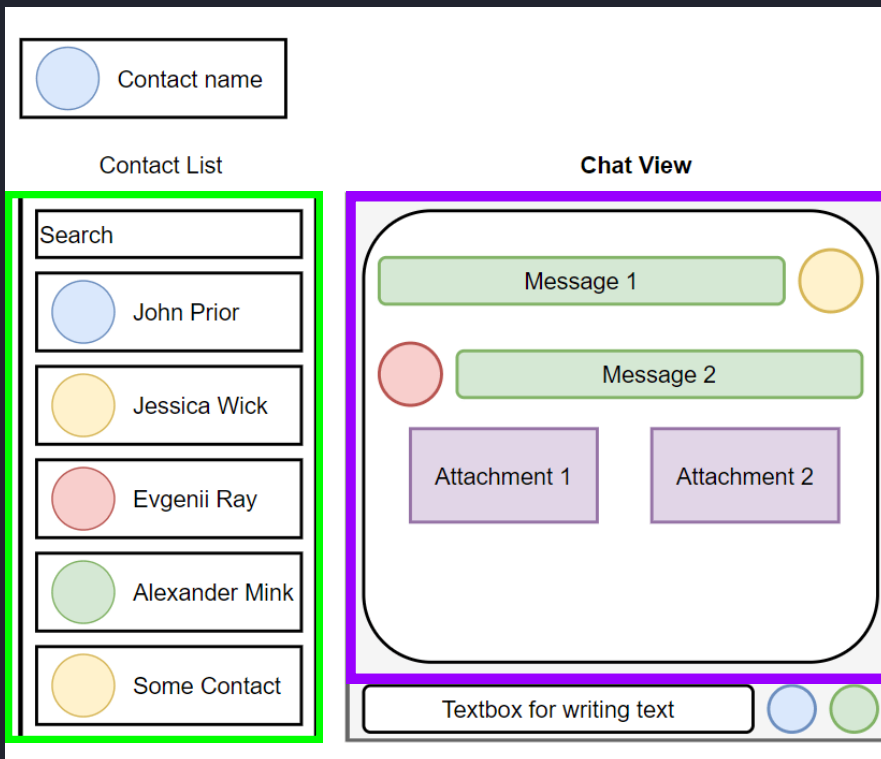 Contact name
Contact List
Chat View
Search
John Prior
Jessica Wick
Evgenii Ray
Alexander Mink
Some Contact
Message 1
Message 2
Attachment 1
Attachment 2
Textbox for writing text